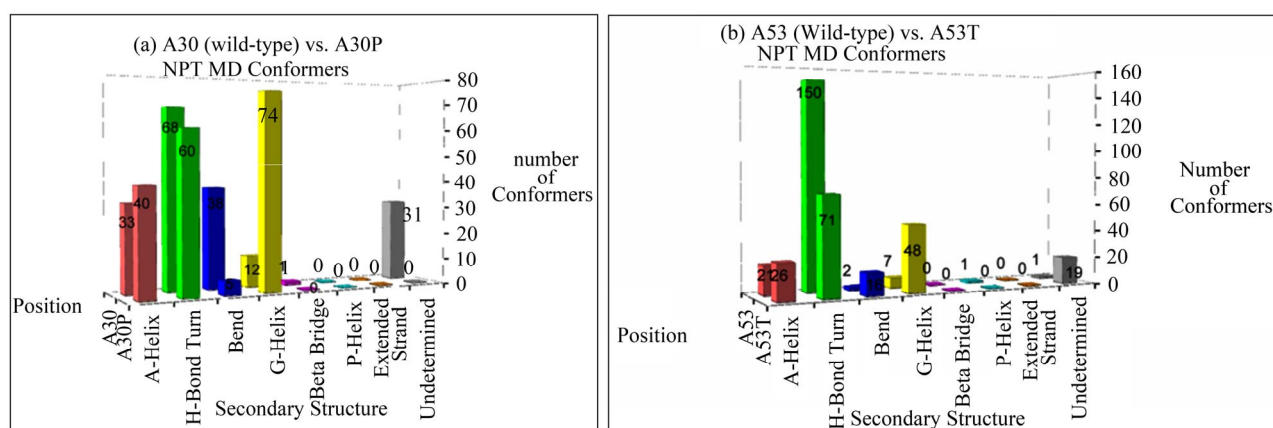 (a) A30 (wild-type) vs. A30P
NPT MD Conformers
80
70
60
50
40
30
20
10
0
number
of
Conformers
33
40
68
60
38
12
74
1
0
0
0
0
0
31
0
Position
A30
A30P
A-Helix
H-Bond Turn
Bend
G-Helix
Beta Bridge
P-Helix
Extended
Strand
Undetermined
Secondary Structure
(b) A53 (Wild-type) vs. A53T
NPT MD Conformers
160
140
120
100
80
60
40
20
0
Number
of
Conformers
21
26
150
71
2
16
7
48
0
0
1
0
0
0
1
19
Position
A53
A53T
A-Helix
H-Bond Turn
Bend
G-Helix
Beta Bridge
P-Helix
Extended
Strand
Undetermined
Secondary Structure